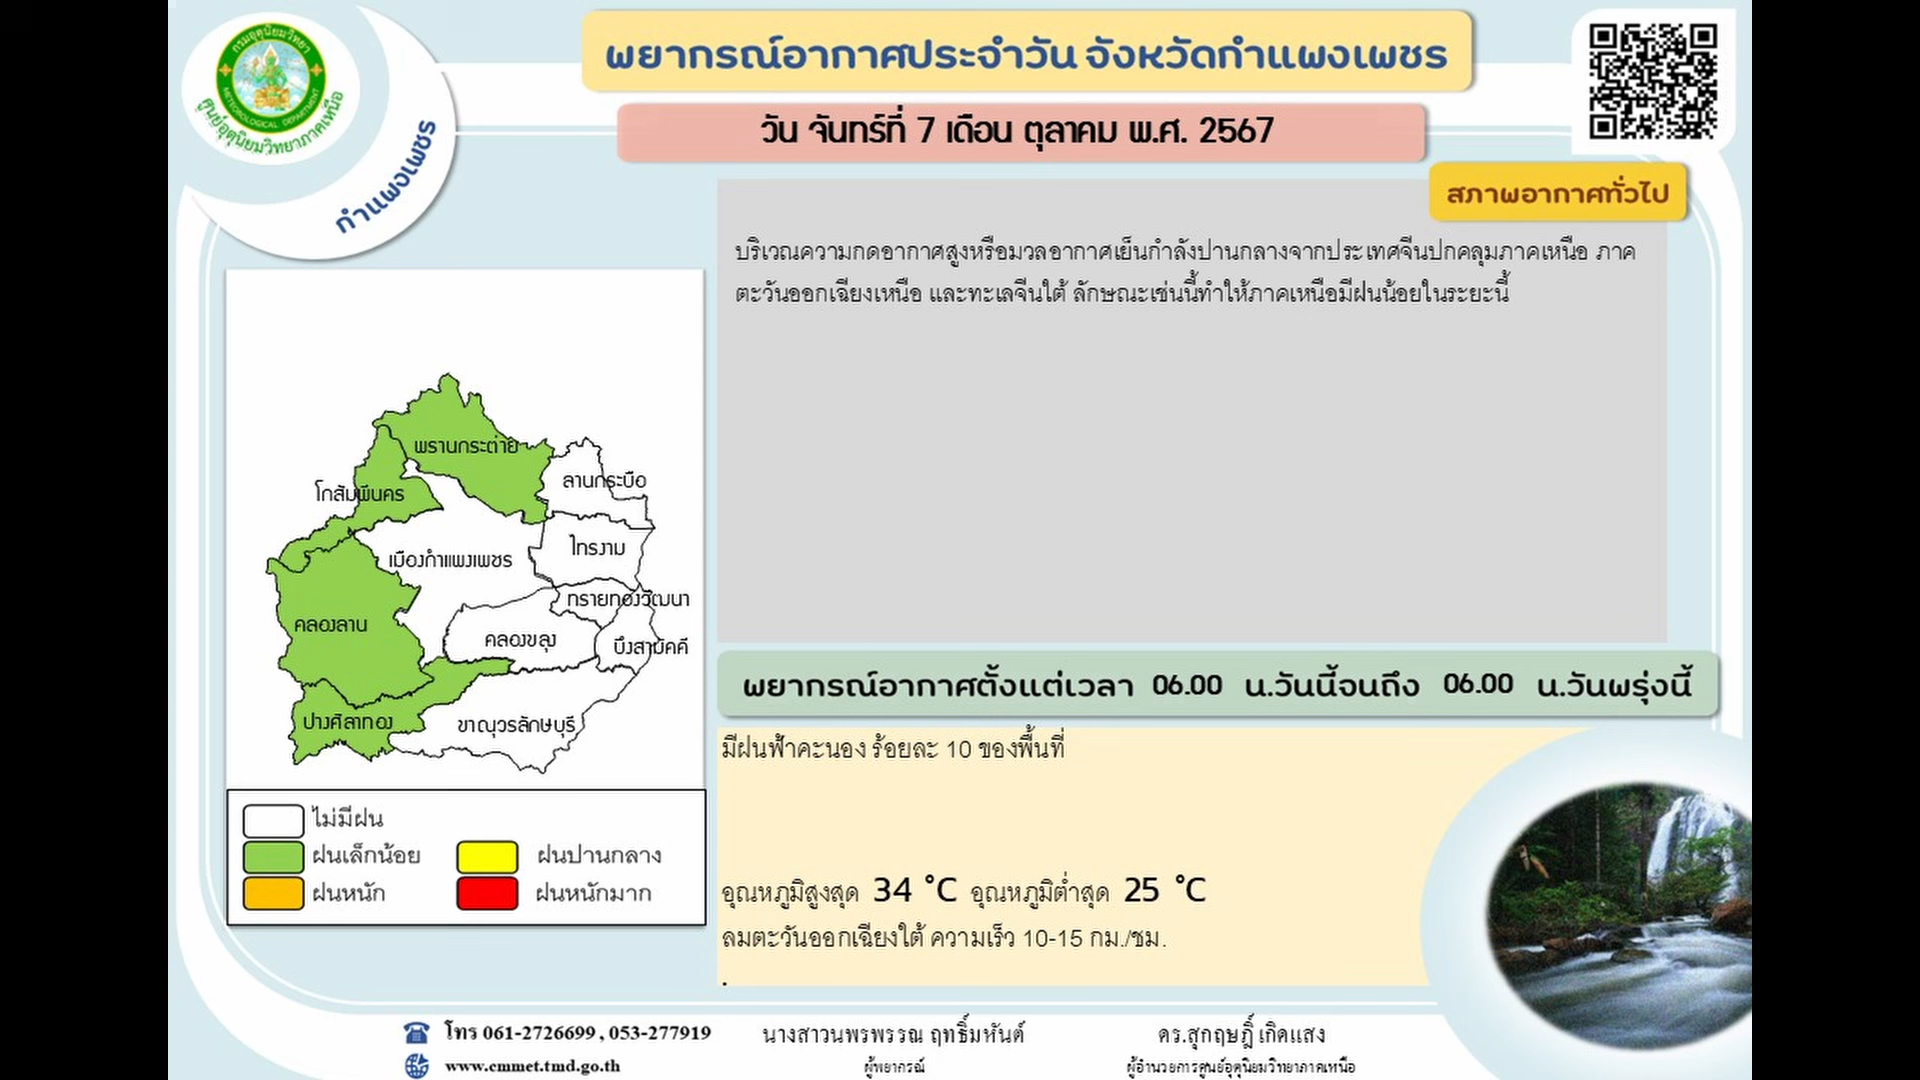 กรมอุตุนิยมวิทยา
METEOROLOGICAL DEPARTMENT
ศูนย์อุตุนิยมวิทยาภาคเหนือ
กำแพงเพชร
พยากรณ์อากาศประจำวัน จังหวัดกำแพงเพชร
วัน จันทร์ที่ 7 เดือน ตุลาคม พ.ศ. 2567
สภาพอากาศทั่วไป
บริเวณความกดอากาศสูงหรือมวลอากาศเย็นกำลังปานกลางจากประเทศจีนปกคลุมภาคเหนือ ภาค
ตะวันออกเฉียงเหนือ และทะเลจีนใต้ ลักษณะเช่นนี้ทำให้ภาคเหนือมีฝนน้อยในระยะนี้
พรานกระต่าย
ลานกระบือ
โกสัมพีนคร
ไทรงาม
เมืองกำแพงเพชร
ทรายทองวัฒนา
คลองลาน
คลองขลุง
บึงสามัคคี
ปางศิลาทอง
ขาณุวรลักษบุรี
ไม่มีฝน
ฝนเล็กน้อย
ฝนปานกลาง
ฝนหนัก
ฝนหนักมาก
พยากรณ์อากาศตั้งแต่เวลา 06.00 น.วันนี้จนถึง 06.00 น.วันพรุ่งนี้
มีฝนฟ้าคะนอง ร้อยละ 10 ของพื้นที่
อุณหภูมิสูงสุด 34 °C อุณหภูมิต่ำสุด 25 °C
ลมตะวันออกเฉียงใต้ ความเร็ว 10-15 กม./ชม.
.
โทร 061-2726699 , 053-277919
www.cmmet.tmd.go.th
นางสาวนพรพรรณ ฤทธิ์มหันต์
ผู้พยากรณ์
ดร.สุกฤษฎิ์ เกิดแสง
ผู้อำนวยการศูนย์อุตุนิยมวิทยาภาคเหนือ